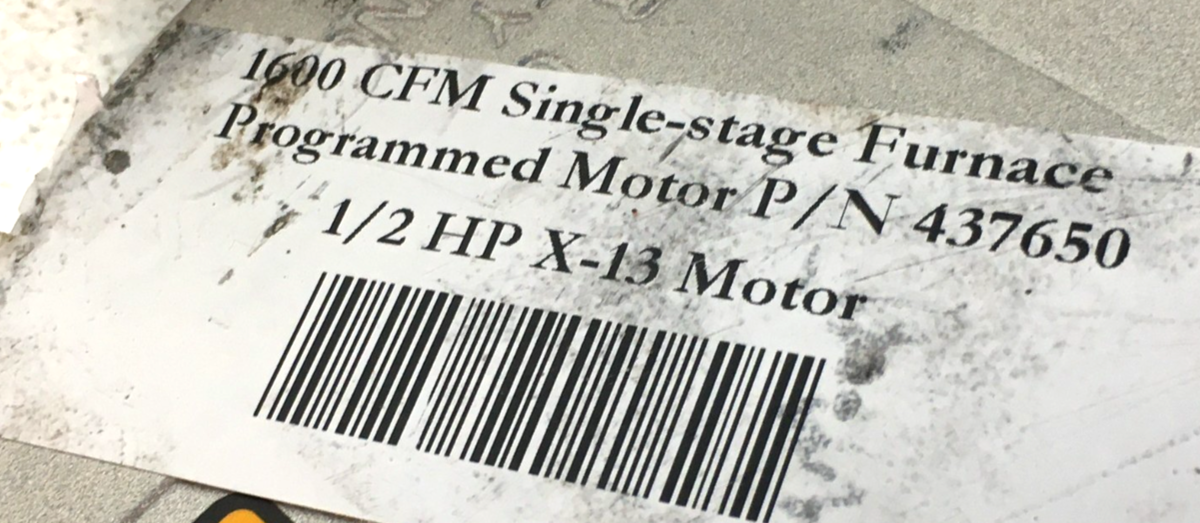 1600 CFM Single-stage Furnace
Programmed Motor P/N 437650
1/2 HP X-13 Motor